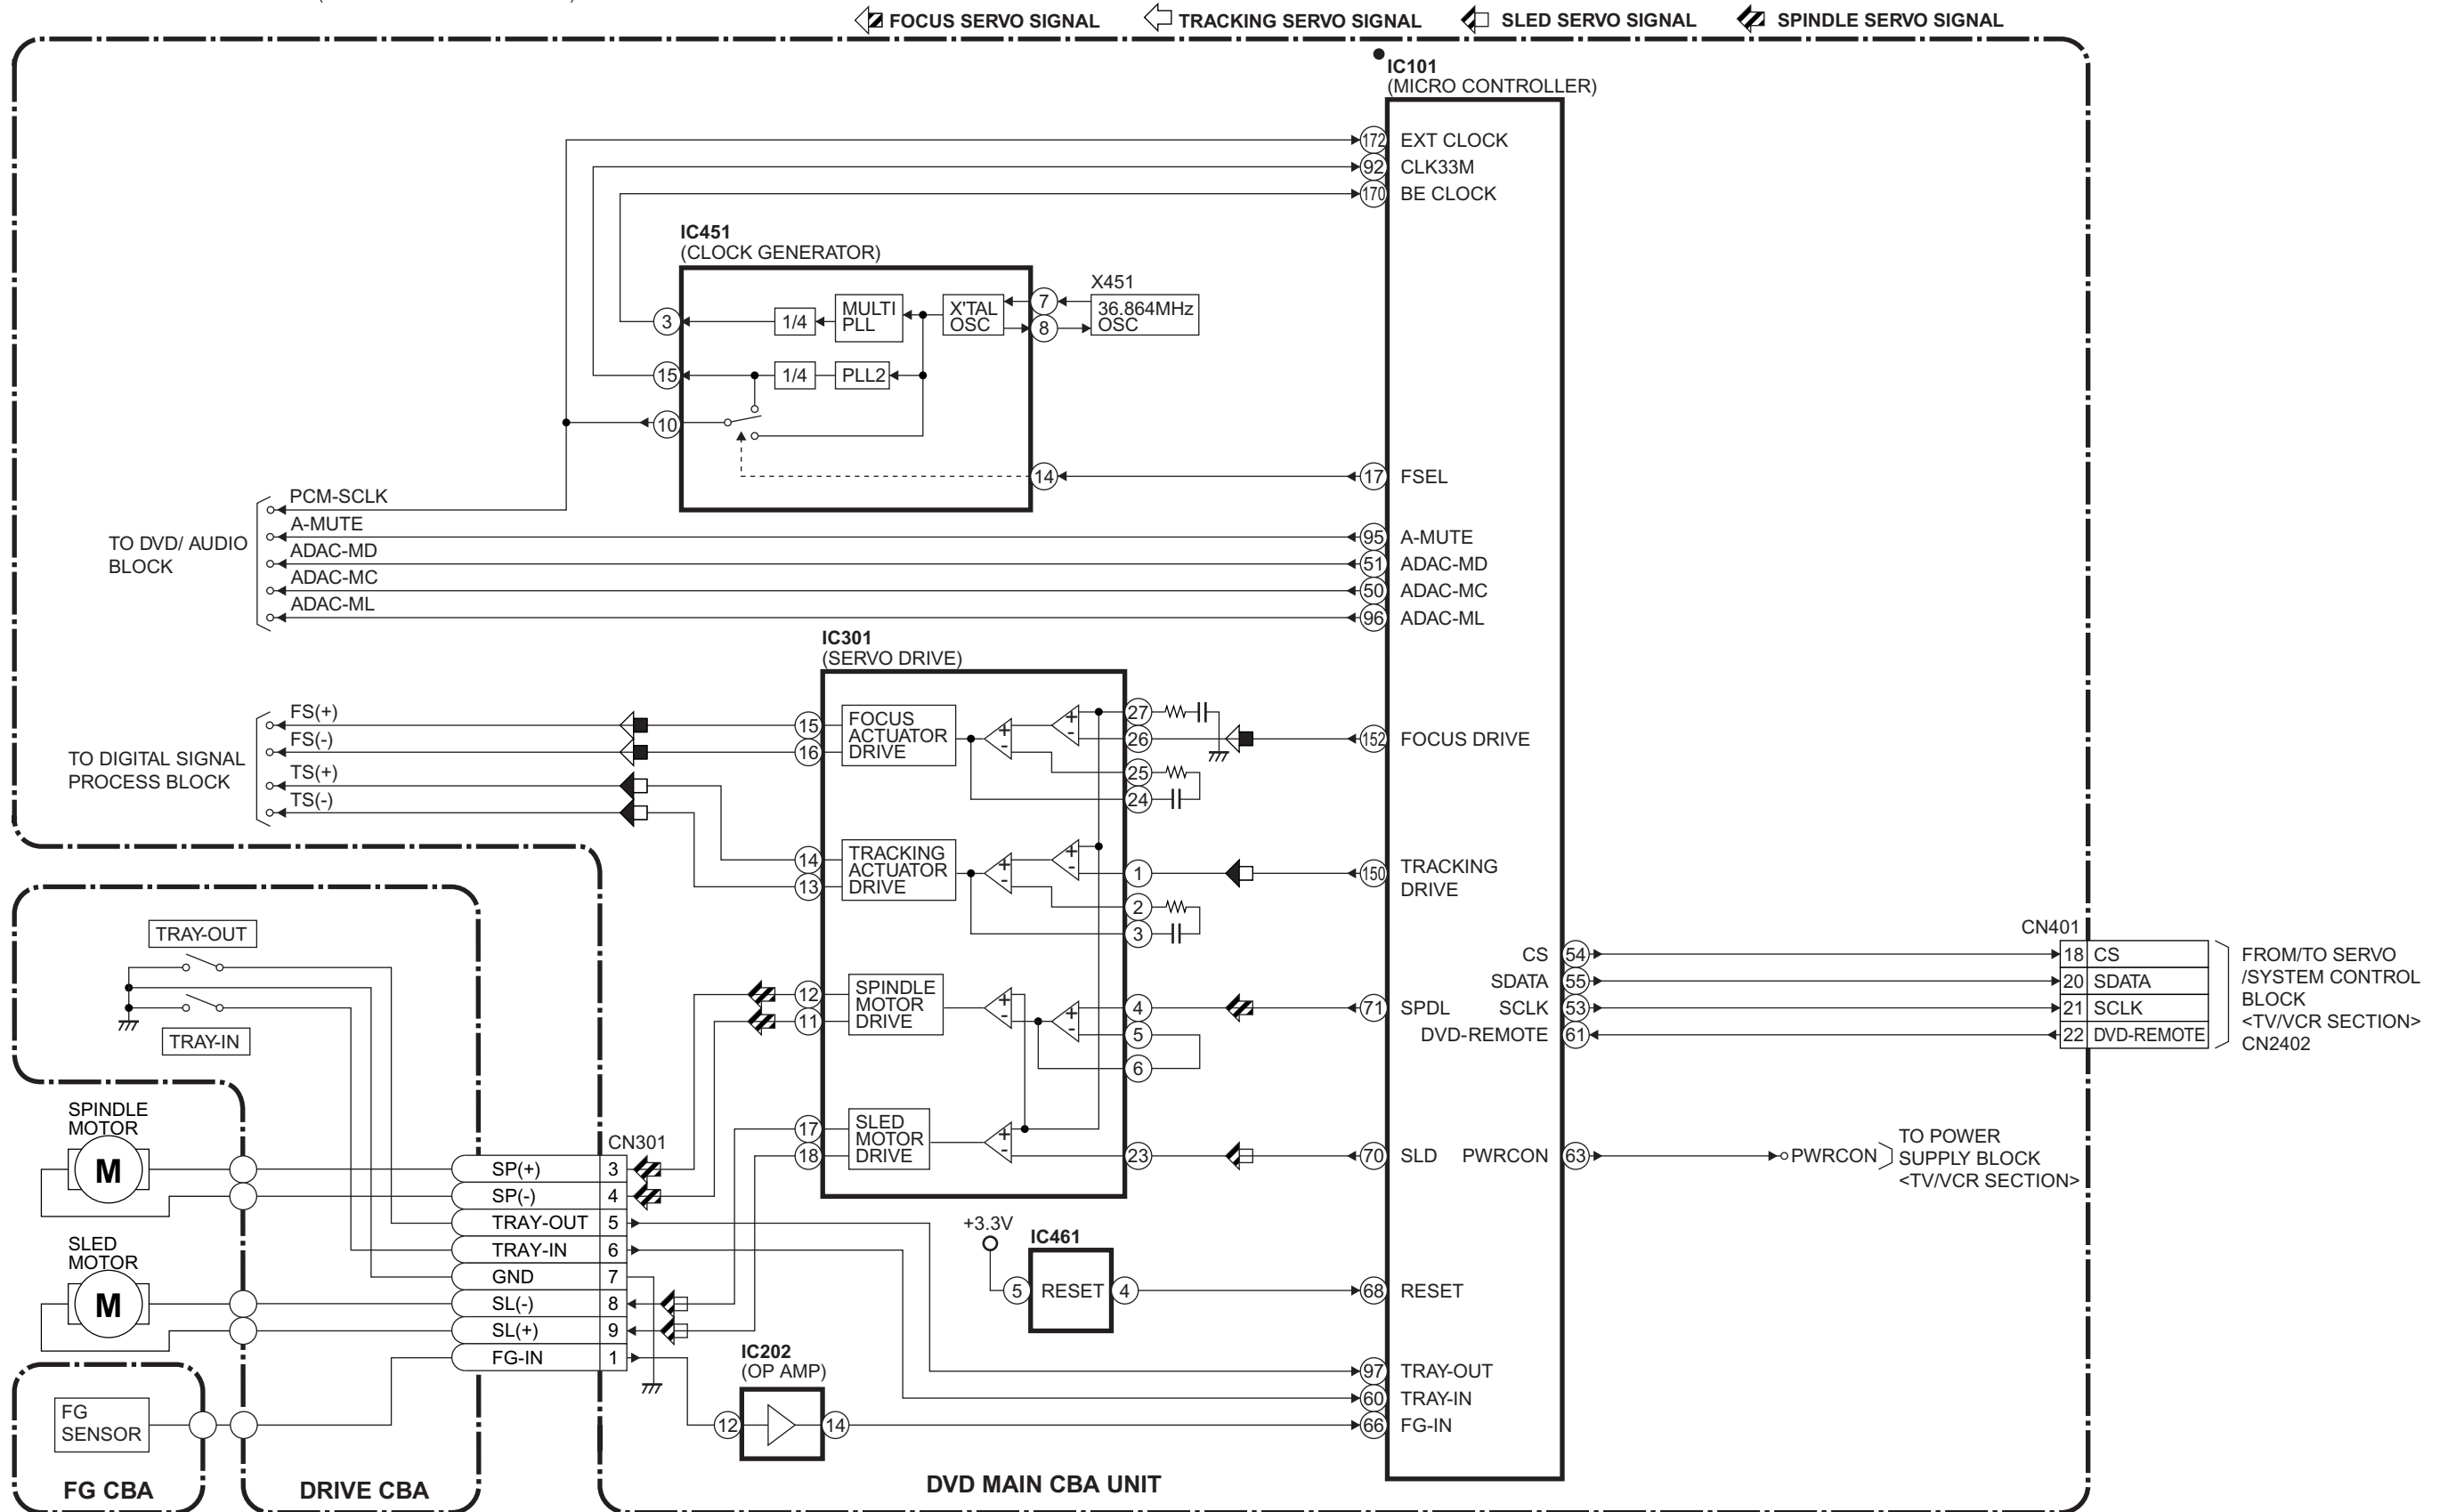 FOCUS SERVO SIGNAL
TRACKING SERVO SIGNAL
SLED SERVO SIGNAL
SPINDLE SERVO SIGNAL
IC101
(MICRO CONTROLLER)
172 EXT CLOCK
92 CLK33M
170 BE CLOCK
IC451
(CLOCK GENERATOR)
X451
36.864MHz
OSC
7
8
X'TAL
OSC
MULTI
PLL
1/4
3
15
1/4
PLL2
10
14
17 FSEL
PCM-SCLK
A-MUTE
ADAC-MD
ADAC-MC
ADAC-ML
TO DVD/ AUDIO
BLOCK
95 A-MUTE
51 ADAC-MD
50 ADAC-MC
96 ADAC-ML
IC301
(SERVO DRIVE)
FS(+)
FS(-)
TS(+)
TS(-)
TO DIGITAL SIGNAL
PROCESS BLOCK
15
16
FOCUS
ACTUATOR
DRIVE
+
-
+
-
27
26
25
24
152 FOCUS DRIVE
14
13
TRACKING
ACTUATOR
DRIVE
+
-
+
-
1
2
3
150 TRACKING
DRIVE
12
11
SPINDLE
MOTOR
DRIVE
+
-
+
-
4
5
6
71 SPDL
17
18
SLED
MOTOR
DRIVE
+
-
23
70 SLD
CS 54
SDATA 55
SCLK 53
DVD-REMOTE 61
CN401
18 CS
20 SDATA
21 SCLK
22 DVD-REMOTE
FROM/TO SERVO
/SYSTEM CONTROL
BLOCK
<TV/VCR SECTION>
CN2402
PWRCON 63
PWRCON
TO POWER
SUPPLY BLOCK
<TV/VCR SECTION>
TRAY-OUT
TRAY-IN
SPINDLE
MOTOR
M
SLED
MOTOR
M
CN301
SP(+) 3
SP(-) 4
TRAY-OUT 5
TRAY-IN 6
GND 7
SL(-) 8
SL(+) 9
FG-IN 1
+3.3V
IC461
5
RESET
4
68 RESET
IC202
(OP AMP)
12
14
97 TRAY-OUT
60 TRAY-IN
66 FG-IN
FG
SENSOR
FG CBA
DRIVE CBA
DVD MAIN CBA UNIT